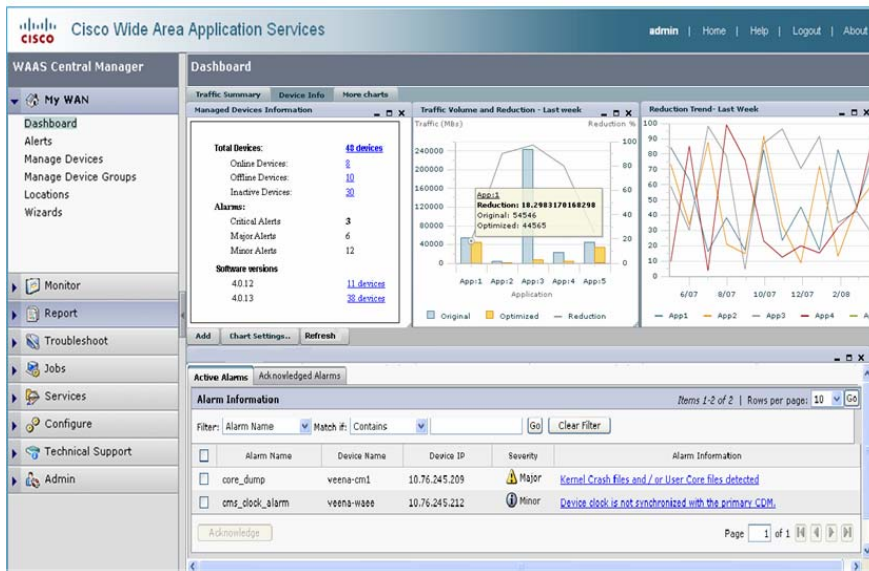 CISCO
Cisco Wide Area Application Services
admin | Home | Help | Logout | About
WAAS Central Manager
Dashboard
My WAN
Dashboard
Alerts
Manage Devices
Manage Device Groups
Locations
Wizards
Monitor
Report
Troubleshoot
Jobs
Services
Configure
Technical Support
Admin
Traffic Summary
Device Info
More charts
Managed Devices Information
Total Devices: 48 devices
Online Devices: 8
Offline Devices: 10
Inactive Devices: 30
Alarms:
Critical Alerts 3
Major Alerts 6
Minor Alerts 12
Software versions
4.0.12 11 devices
4.0.13 38 devices
Traffic Volume and Reduction - Last week
Traffic (Mbs) Reduction %
240000
200000
160000
120000
80000
40000
0
100
80
60
40
20
0
App:1
Reduction: 18.2983170168298
Original: 54546
Optimized: 44565
App:1 App:2 App:3 App:4 App:5
Application
Original Optimized Reduction
Reduction Trend- Last Week
100
90
80
70
60
50
40
30
20
10
0
6/07 8/07 10/07 12/07 2/08
App1 App2 App3 App4
Add Chart Settings.. Refresh
Active Alarms Acknowledged Alarms
Alarm Information Items 1-2 of 2 | Rows per page: 10 Go
Filter: Alarm Name Match if: Contains Go Clear Filter
Alarm Name Device Name Device IP Severity Alarm Information
core_dump veena-cm1 10.76.245.209 Major Kernel Crash files and / or User Core files detected
cms_clock_alarm veena-waee 10.76.245.212 Minor Device clock is not synchronized with the primary CDM.
Acknowledge Page 1 of 1